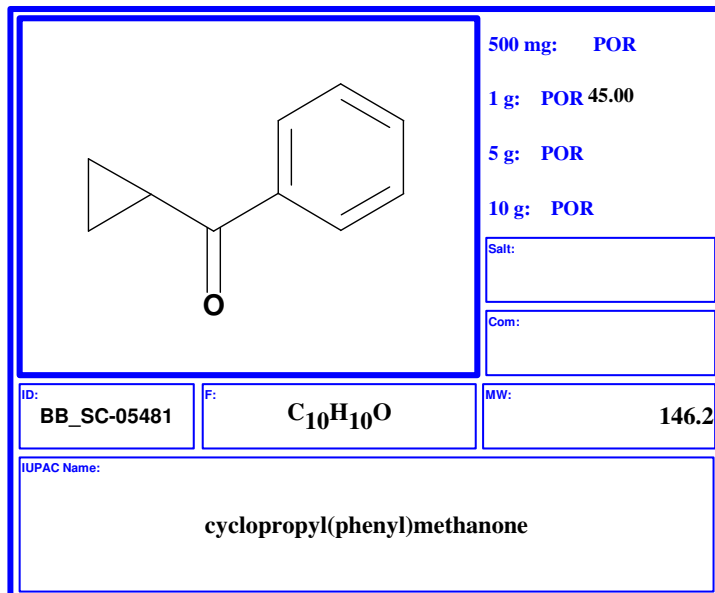 500 mg: POR
1 g: POR 45.00
5 g: POR
10 g: POR
O
Salt:
Com:
ID:
BB_SC-05481
F:
C10H10O
MW:
146.2
IUPAC Name:
cyclopropyl(phenyl)methanone